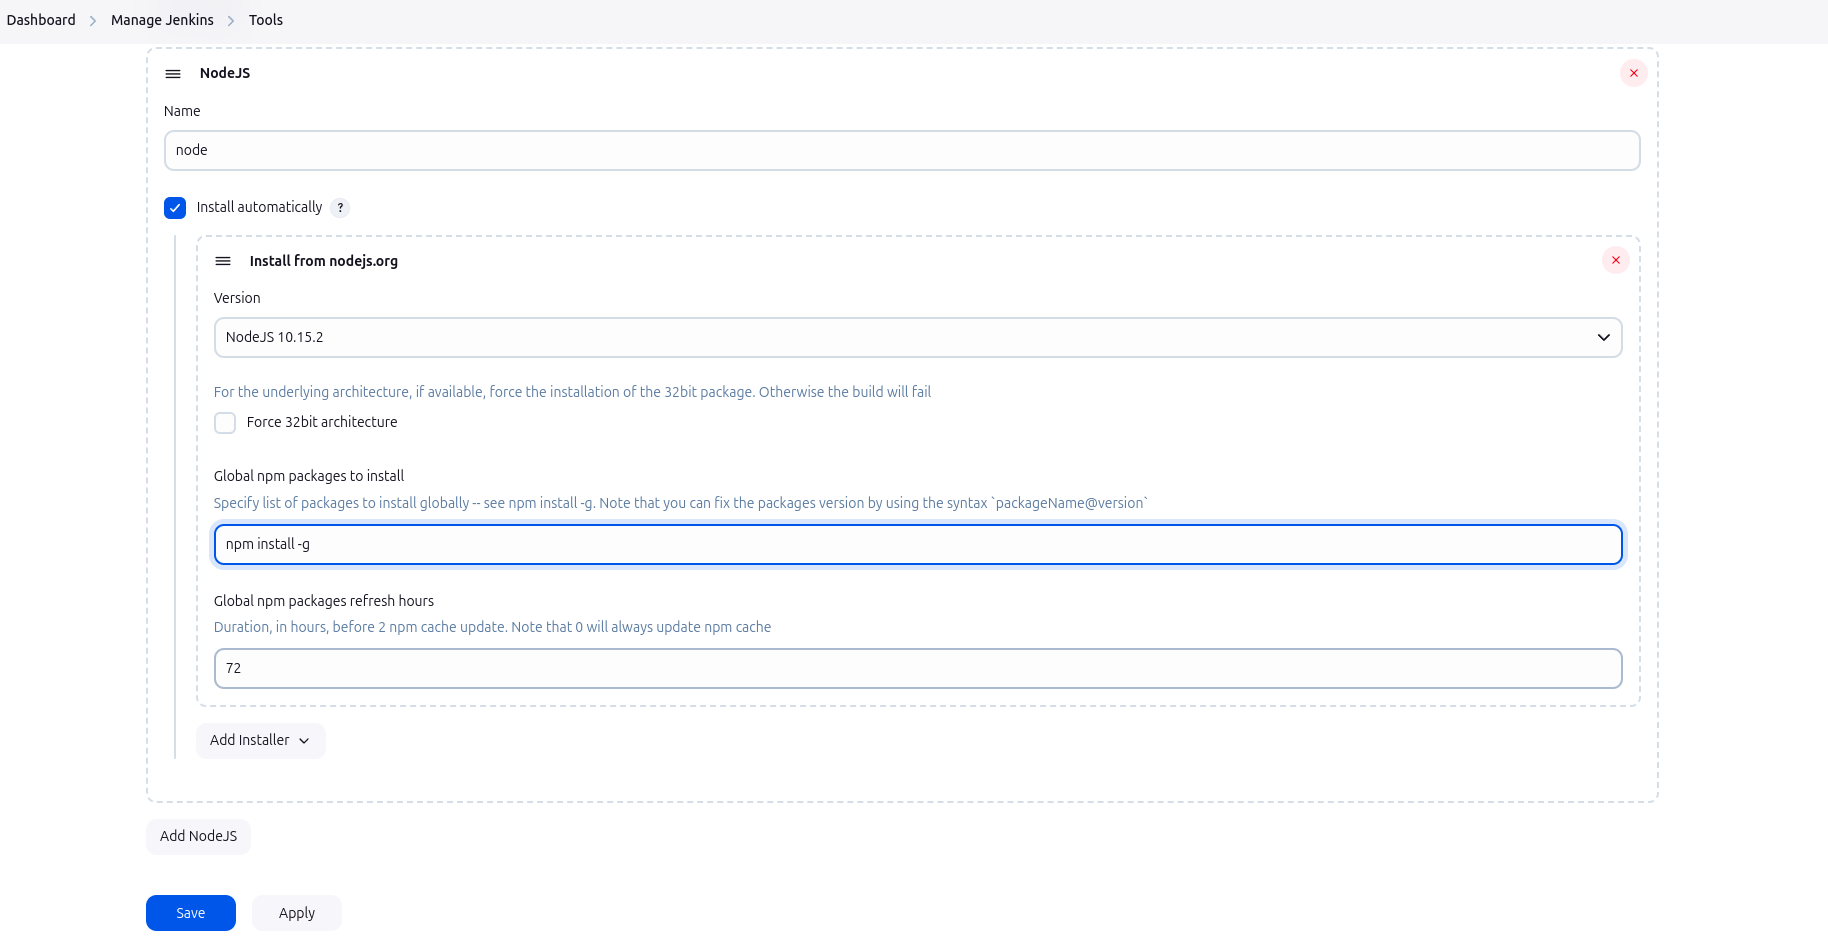 Dashboard > Manage Jenkins > Tools
NodeJS
Name
node
Install automatically ?
Install from nodejs.org
Version
NodeJS 10.15.2
For the underlying architecture, if available, force the installation of the 32bit package. Otherwise the build will fail
Force 32bit architecture
Global npm packages to install
Specify list of packages to install globally -- see npm install -g. Note that you can fix the packages version by using the syntax `packageName@version`
npm install -g
Global npm packages refresh hours
Duration, in hours, before 2 npm cache update. Note that 0 will always update npm cache
72
Add Installer
Add NodeJS
Save Apply